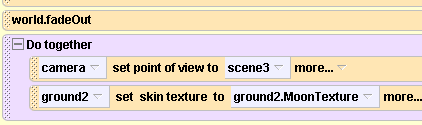 world.fadeOut
Do together
camera set point of view to scene3 more...
ground2 set skin texture to ground2.MoonTexture more...